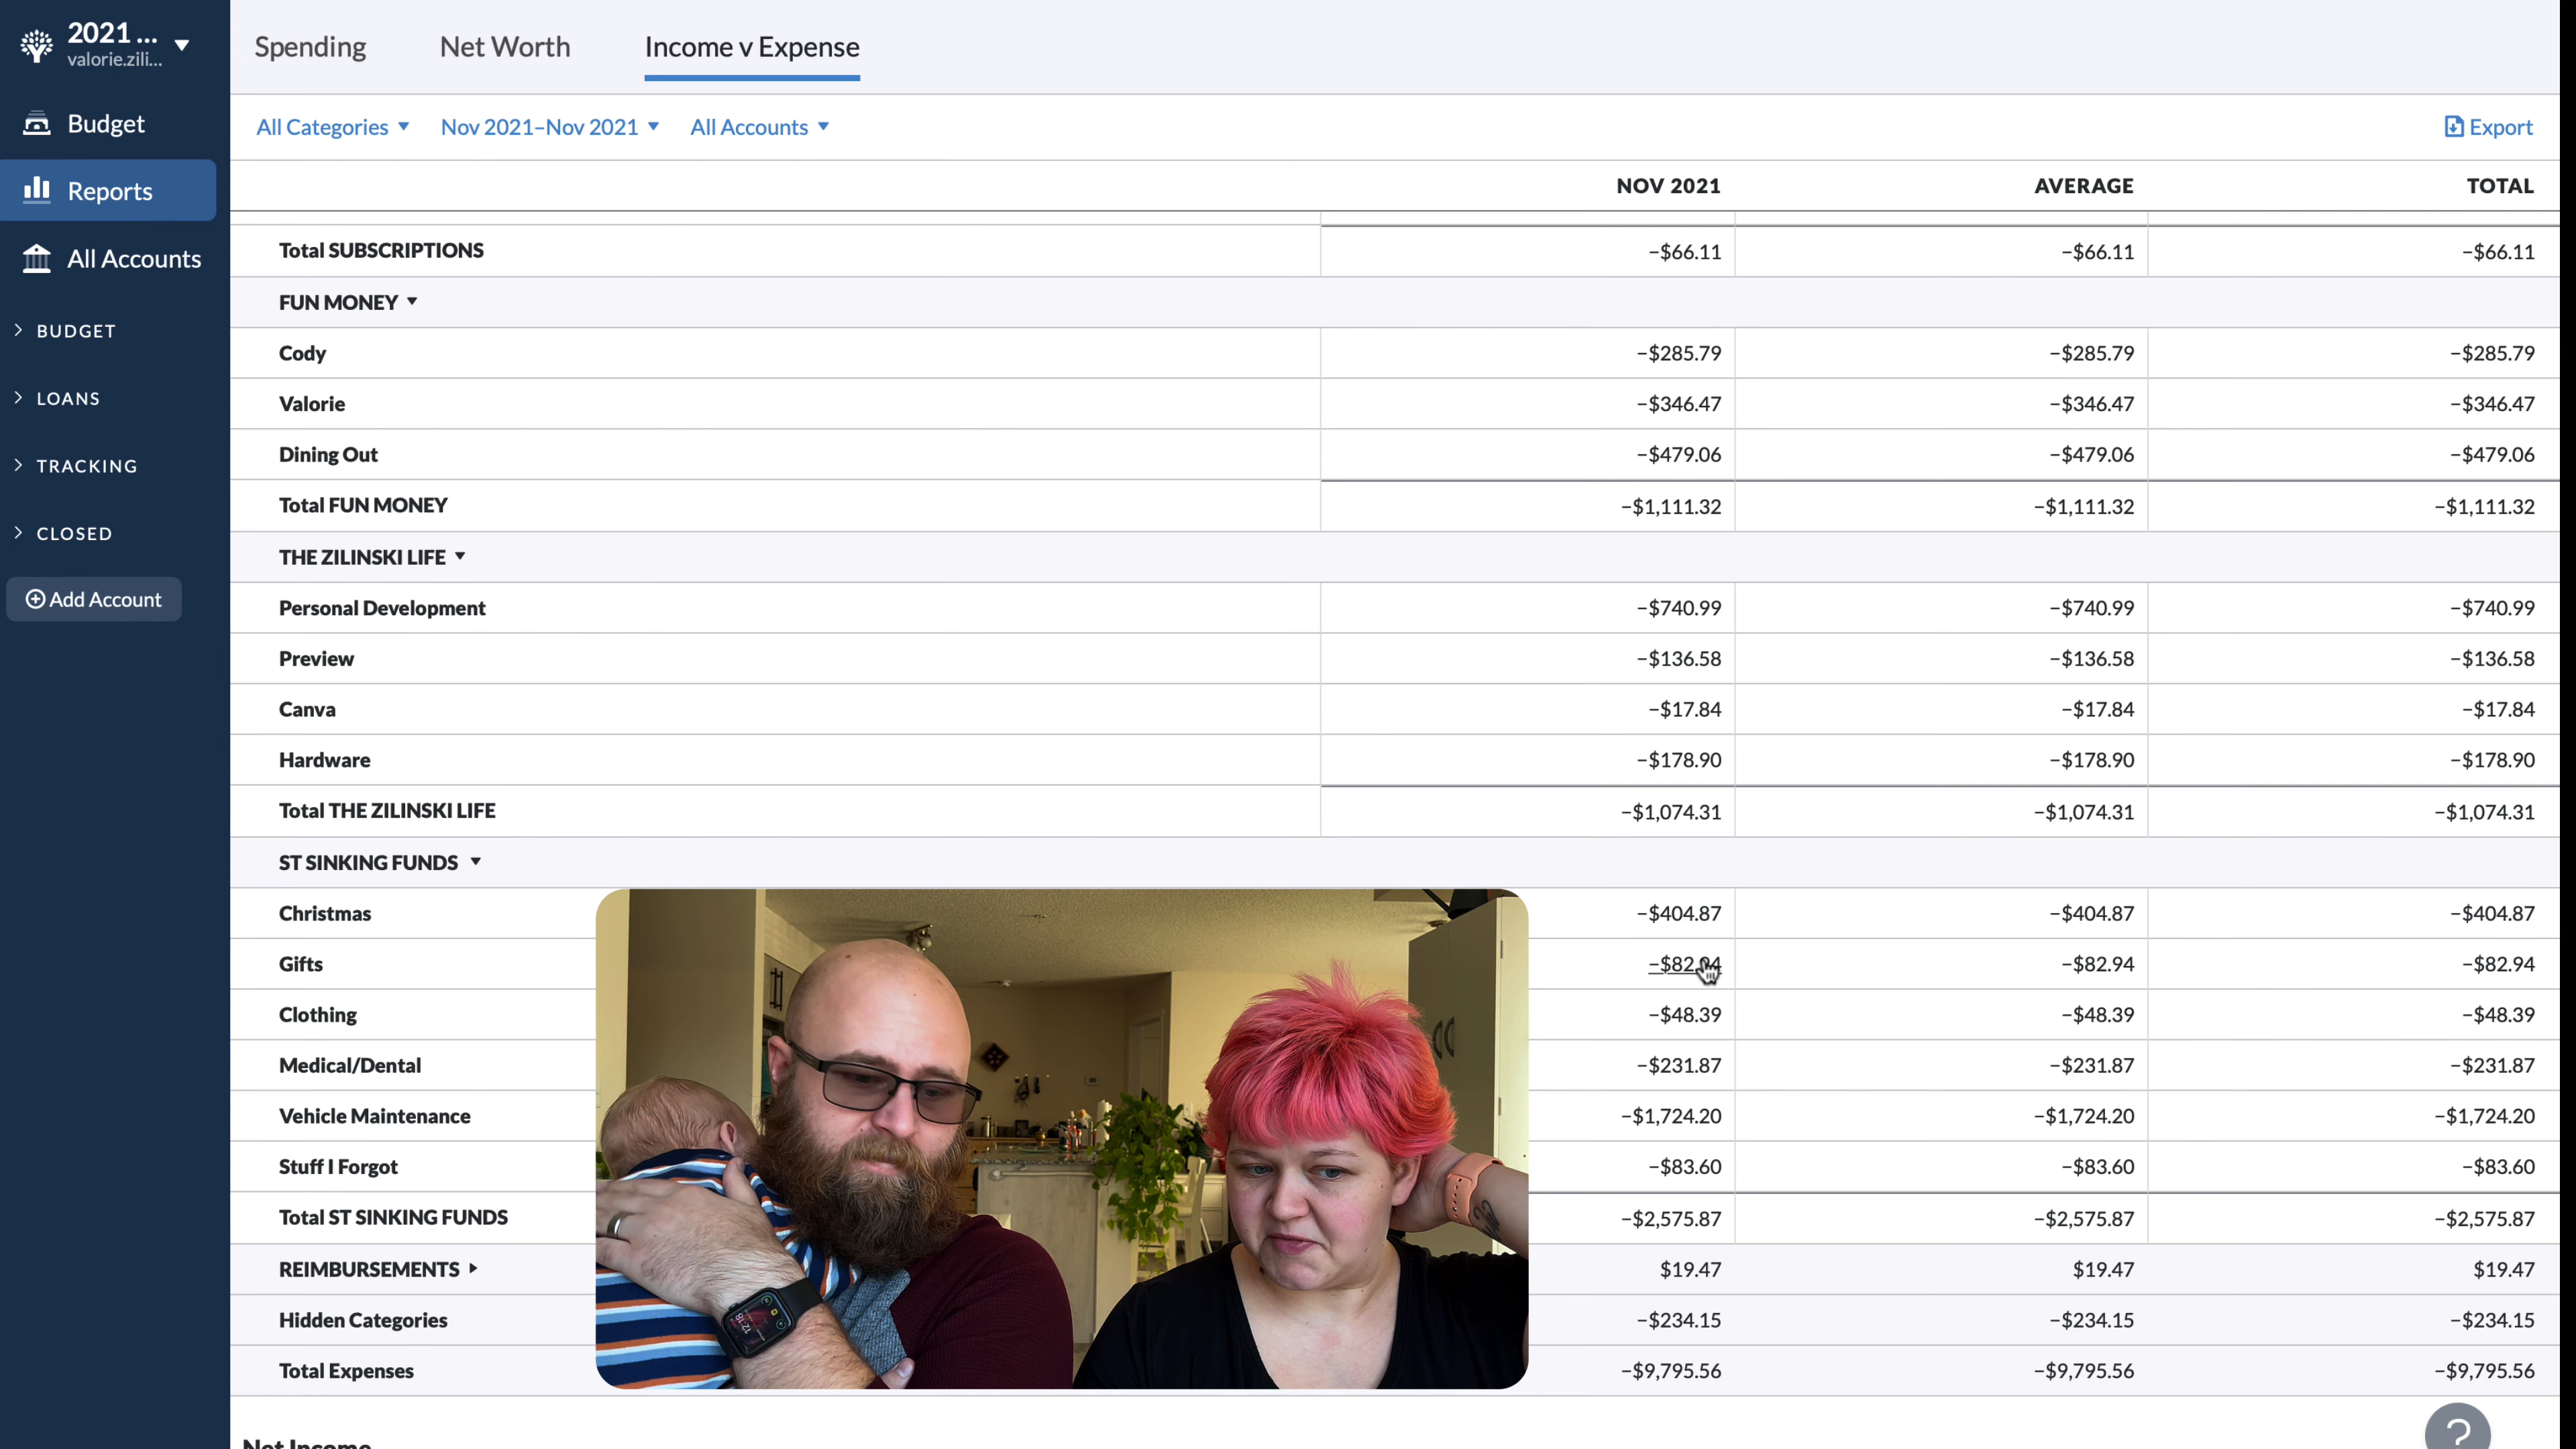 2021 ...
valorie.zili...
Budget
Reports
All Accounts
BUDGET
LOANS
TRACKING
CLOSED
Add Account
Spending Net Worth Income v Expense
All Categories Nov 2021–Nov 2021 All Accounts Export
NOV 2021 AVERAGE TOTAL
Total SUBSCRIPTIONS −$66.11 −$66.11 −$66.11
FUN MONEY
Cody −$285.79 −$285.79 −$285.79
Valorie −$346.47 −$346.47 −$346.47
Dining Out −$479.06 −$479.06 −$479.06
Total FUN MONEY −$1,111.32 −$1,111.32 −$1,111.32
THE ZILINSKI LIFE
Personal Development −$740.99 −$740.99 −$740.99
Preview −$136.58 −$136.58 −$136.58
Canva −$17.84 −$17.84 −$17.84
Hardware −$178.90 −$178.90 −$178.90
Total THE ZILINSKI LIFE −$1,074.31 −$1,074.31 −$1,074.31
ST SINKING FUNDS
Christmas −$404.87 −$404.87 −$404.87
Gifts −$82.94 −$82.94 −$82.94
Clothing −$48.39 −$48.39 −$48.39
Medical/Dental −$231.87 −$231.87 −$231.87
Vehicle Maintenance −$1,724.20 −$1,724.20 −$1,724.20
Stuff I Forgot −$83.60 −$83.60 −$83.60
Total ST SINKING FUNDS −$2,575.87 −$2,575.87 −$2,575.87
REIMBURSEMENTS $19.47 $19.47 $19.47
Hidden Categories −$234.15 −$234.15 −$234.15
Total Expenses −$9,795.56 −$9,795.56 −$9,795.56
Net Income
?
12:18